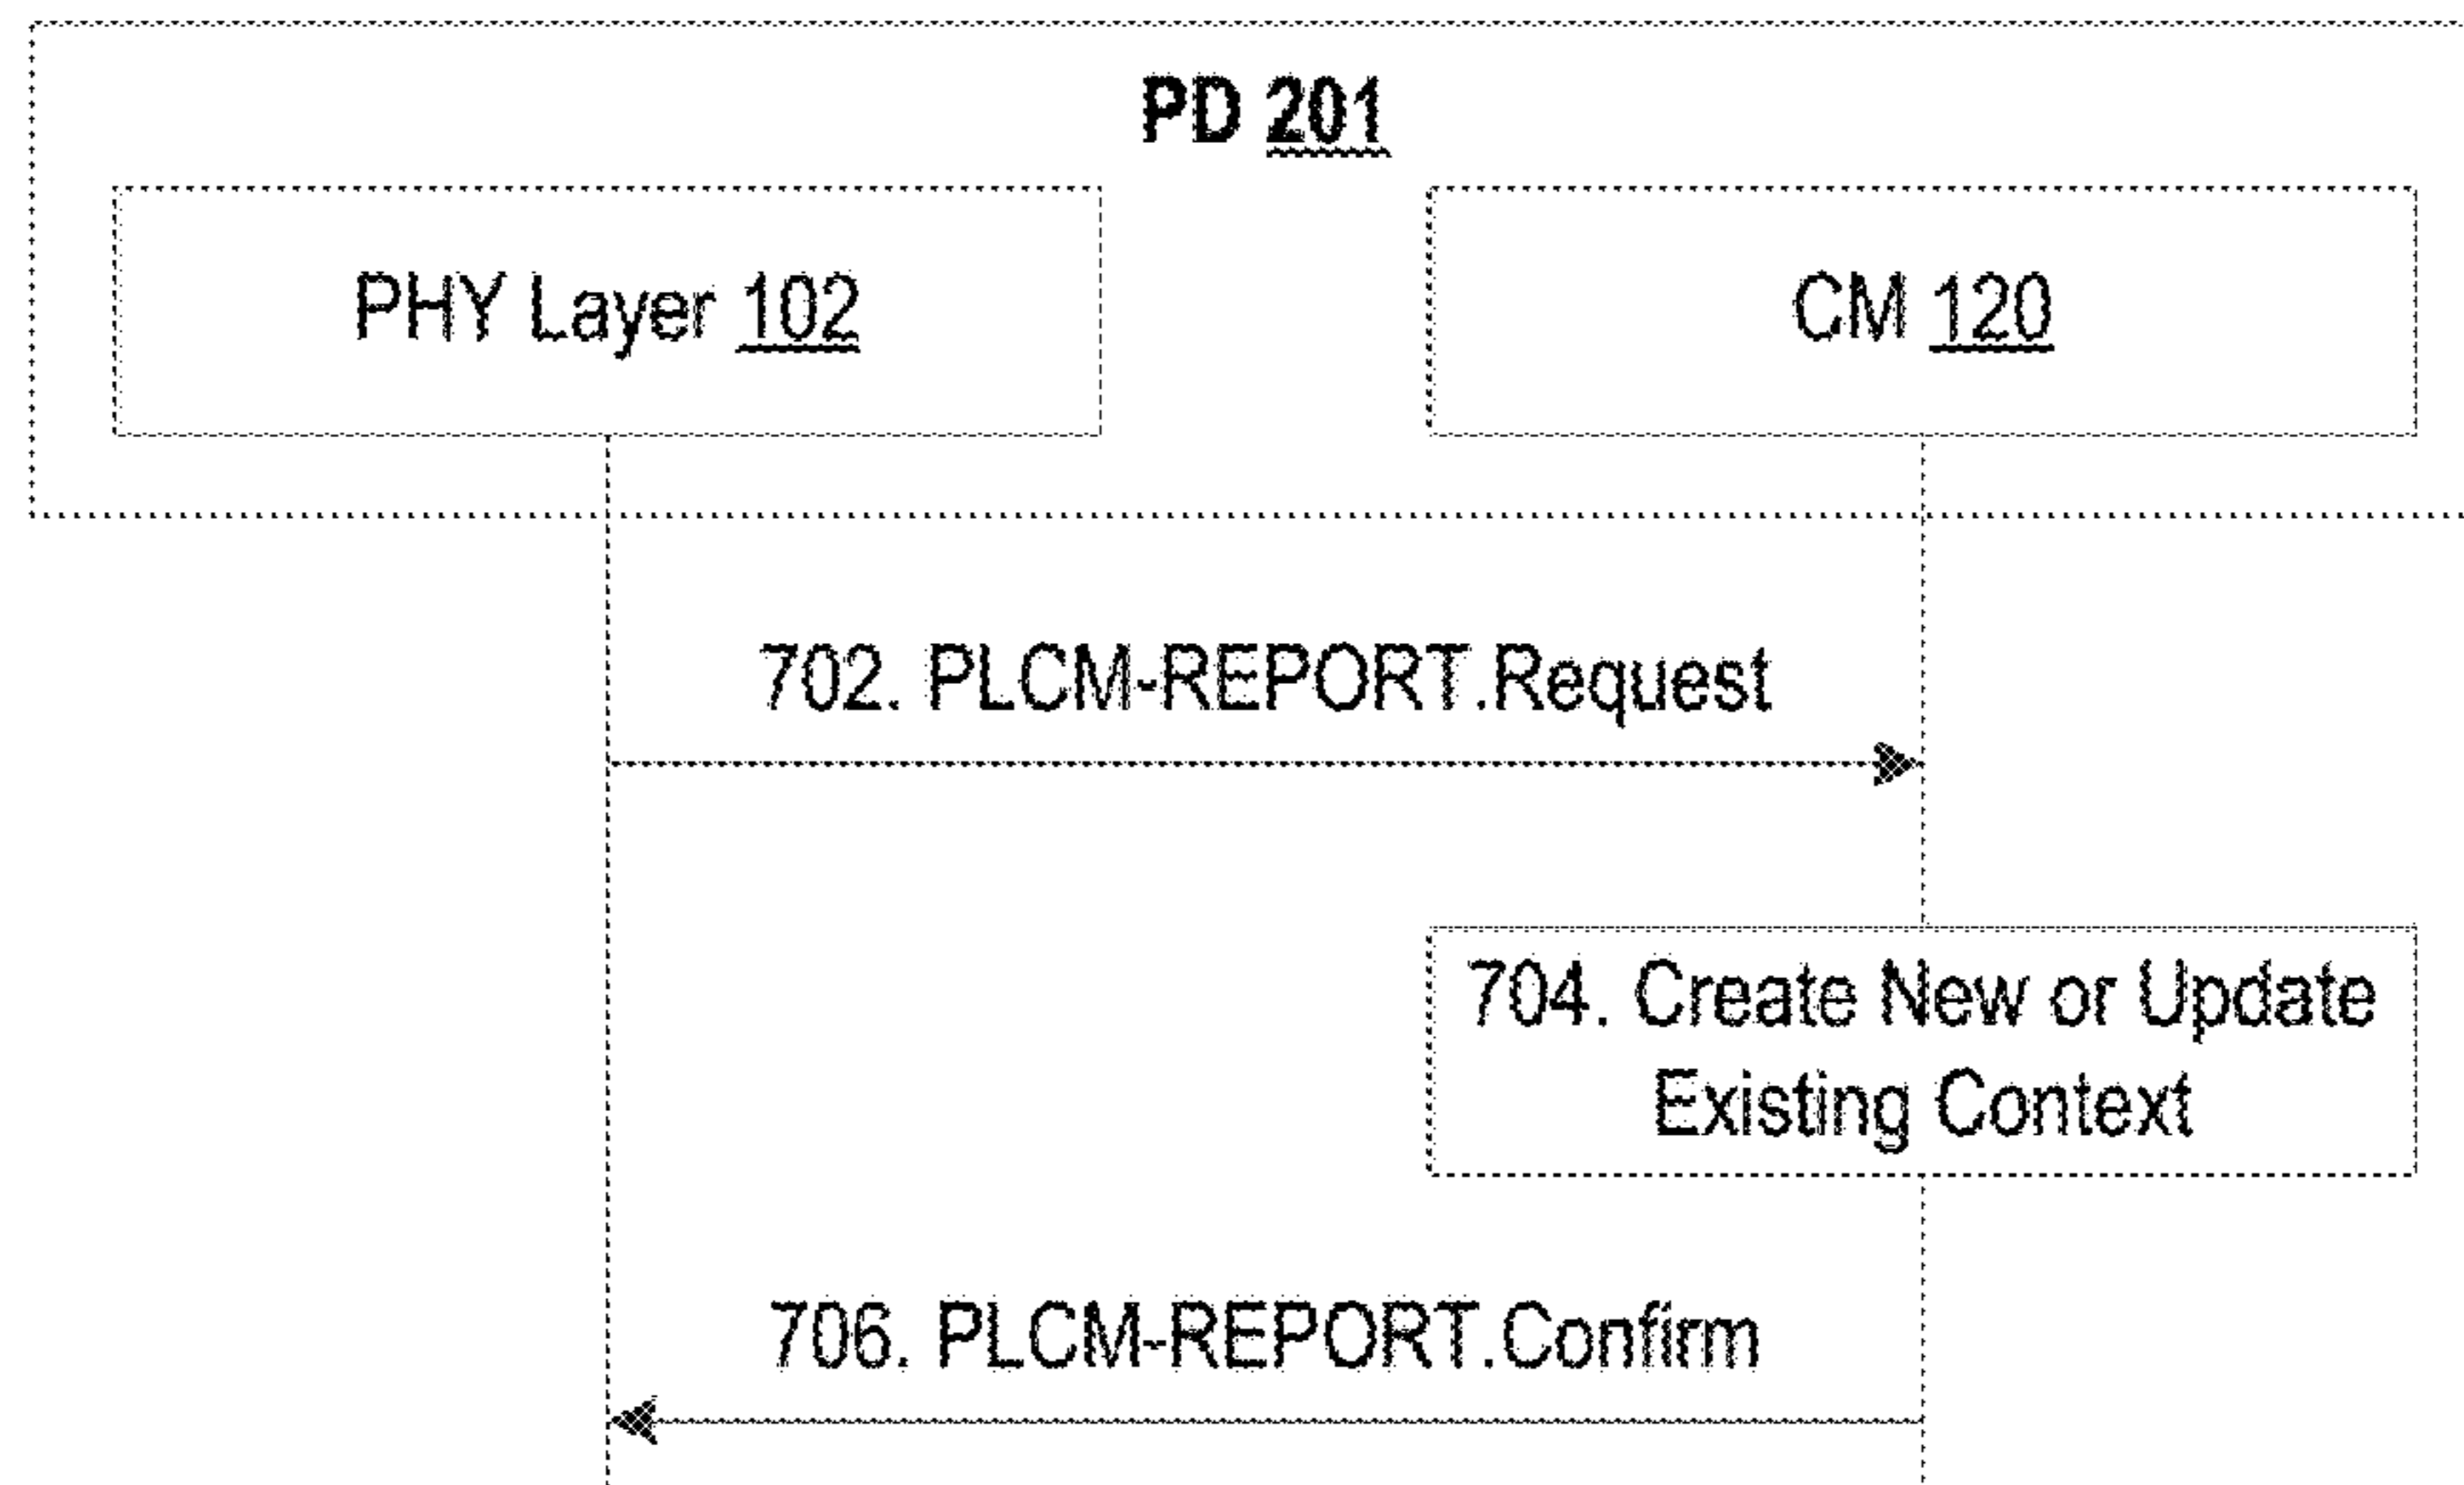 PD 201
PHY Layer 102
CM 120
702. PLCM-REPORT.Request
704. Create New or Update
Existing Context
706. PLCM-REPORT.Confirm